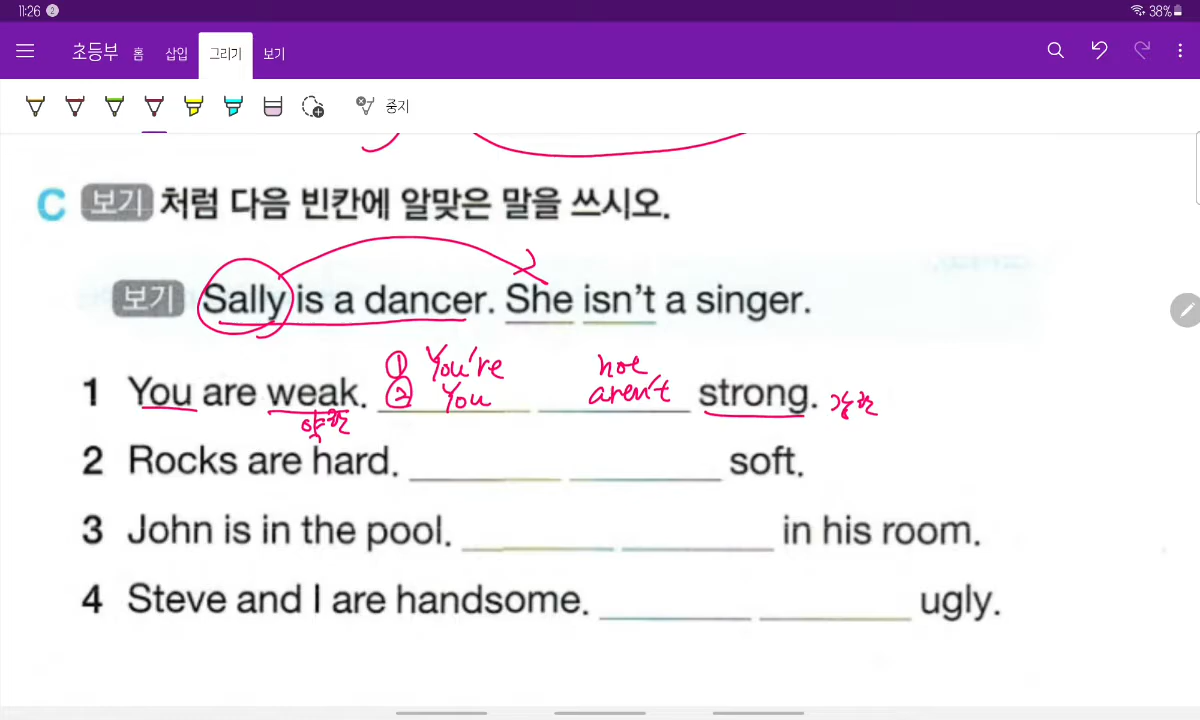 11:26 2 38%
초등부 홈 삽입 그리기 보기
중지
C 보기 처럼 다음 빈칸에 알맞은 말을 쓰시오.
보기 Sally is a dancer. She isn't a singer.
① You're not
② You aren't
1 You are weak. strong. 강한
약한
2 Rocks are hard. soft.
3 John is in the pool. in his room.
4 Steve and I are handsome. ugly.